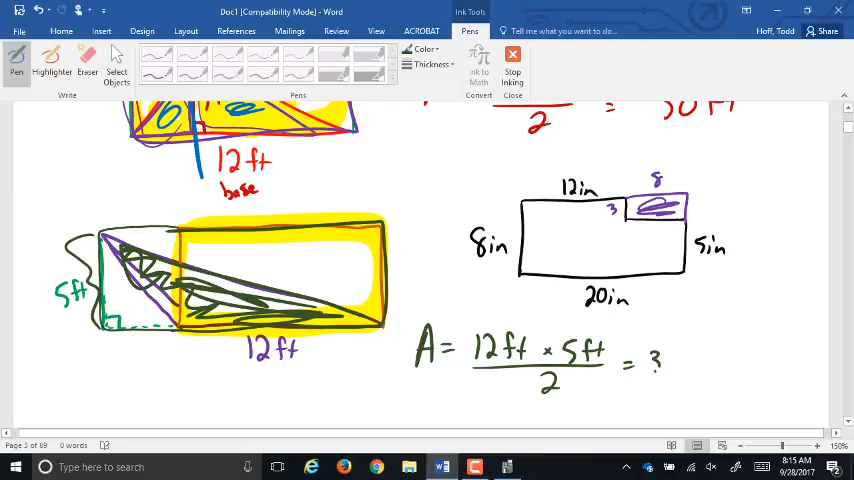 Doc1 [Compatibility Mode] - Word
Ink Tools
File Home Insert Design Layout References Mailings Review View ACROBAT Pens Tell me what you want to do...
Hoff, Todd Share
Pen Highlighter Eraser Select Objects
Color
Thickness
Ink to Math
Stop Inking
Write Pens Convert Close
2 = 30 Ft
12ft
base
12in 8
3
8in 5in
20in
5ft
12ft
A= 12ft × 5ft
2
= 3
Page 3 of 69 0 words 150%
Type here to search
8:15 AM
9/28/2017
2